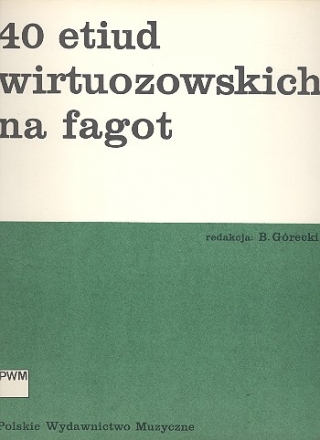 40 etiud
wirtuozowskich
na fagot
redakcja: B. Górecki
PWM
Polskie Wydawnictwo Muzyczne